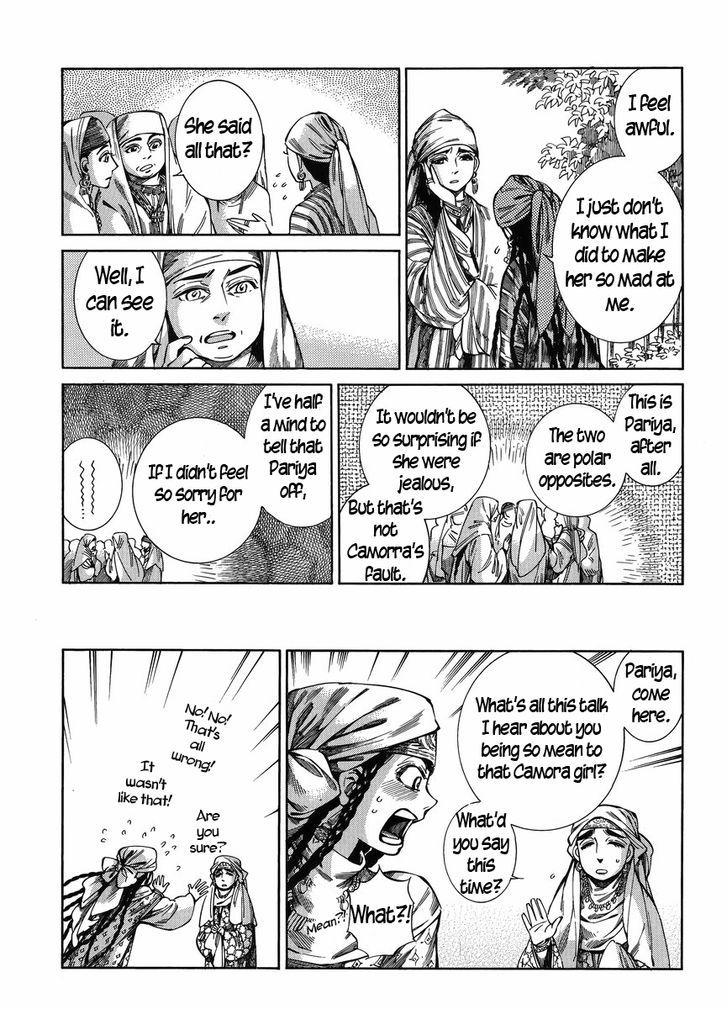 I feel
awful.
I just don't
know what I
did to make
her so mad at
me.
She said
all that?
Well, I
can see
it.
This is
Pariya,
after
all.
The two
are polar
opposites.
It wouldn't be
so surprising if
she were
jealous,
But that's
not
Camorra's
fault.
I've half
a mind to
tell that
Pariya
off,
If I didn't feel
so sorry for
her..
Pariya,
come
here.
What's all this talk
I hear about you
being so mean to
that Camora girl?
What'd
you say
this
time?
What?!
Mean?!
No! No!
That's
all
wrong!
It
wasn't
like that!
Are
you
sure?